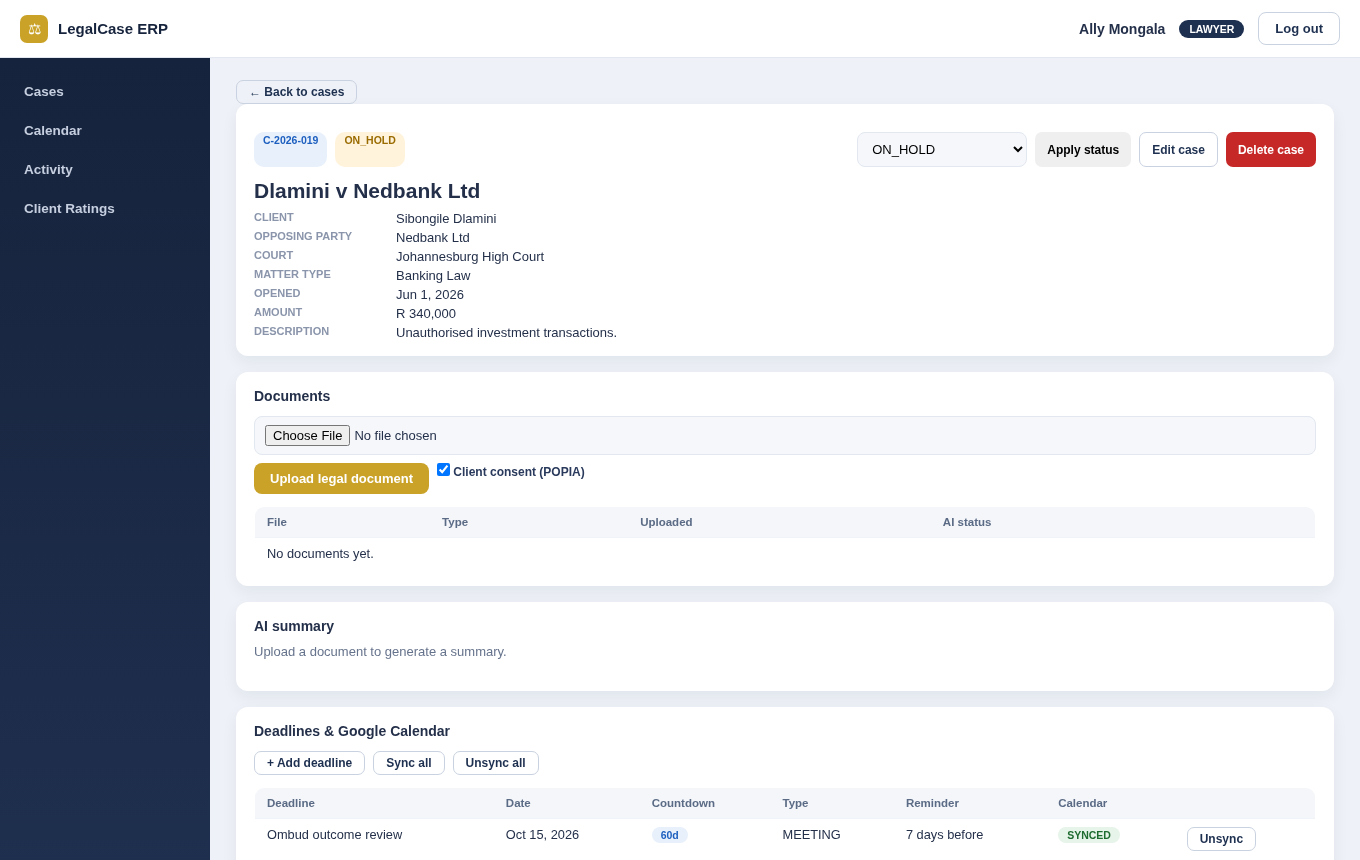 ⚖ LegalCase ERP
Ally Mongala LAWYER Log out
Cases
Calendar
Activity
Client Ratings
← Back to cases
C-2026-019 ON_HOLD ON_HOLD Apply status Edit case Delete case
Dlamini v Nedbank Ltd
CLIENT Sibongile Dlamini
OPPOSING PARTY Nedbank Ltd
COURT Johannesburg High Court
MATTER TYPE Banking Law
OPENED Jun 1, 2026
AMOUNT R 340,000
DESCRIPTION Unauthorised investment transactions.
Documents
Choose File No file chosen
Upload legal document Client consent (POPIA)
File Type Uploaded AI status
No documents yet.
AI summary
Upload a document to generate a summary.
Deadlines & Google Calendar
+ Add deadline Sync all Unsync all
Deadline Date Countdown Type Reminder Calendar
Ombud outcome review Oct 15, 2026 60d MEETING 7 days before SYNCED Unsync